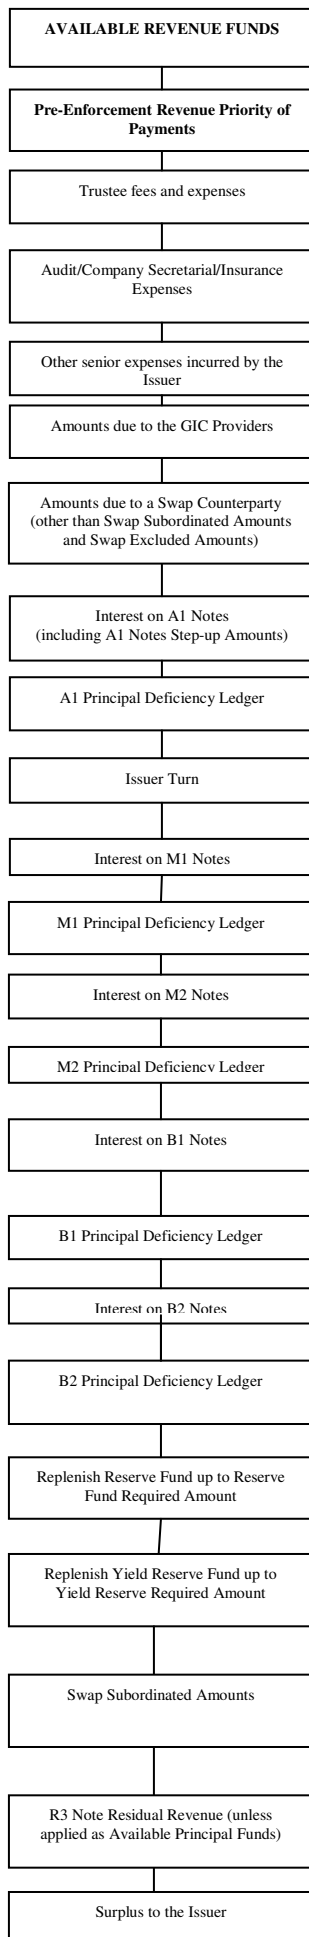 AVAILABLE REVENUE FUNDS
Pre-Enforcement Revenue Priority of
Payments
Trustee fees and expenses
Audit/Company Secretarial/Insurance
Expenses
Other senior expenses incurred by the
Issuer
Amounts due to the GIC Providers
Amounts due to a Swap Counterparty
(other than Swap Subordinated Amounts
and Swap Excluded Amounts)
Interest on A1 Notes
(including A1 Notes Step-up Amounts)
A1 Principal Deficiency Ledger
Issuer Turn
Interest on M1 Notes
M1 Principal Deficiency Ledger
Interest on M2 Notes
M2 Principal Deficiency Ledger
Interest on B1 Notes
B1 Principal Deficiency Ledger
Interest on B2 Notes
B2 Principal Deficiency Ledger
Replenish Reserve Fund up to Reserve
Fund Required Amount
Replenish Yield Reserve Fund up to
Yield Reserve Required Amount
Swap Subordinated Amounts
R3 Note Residual Revenue (unless
applied as Available Principal Funds)
Surplus to the Issuer